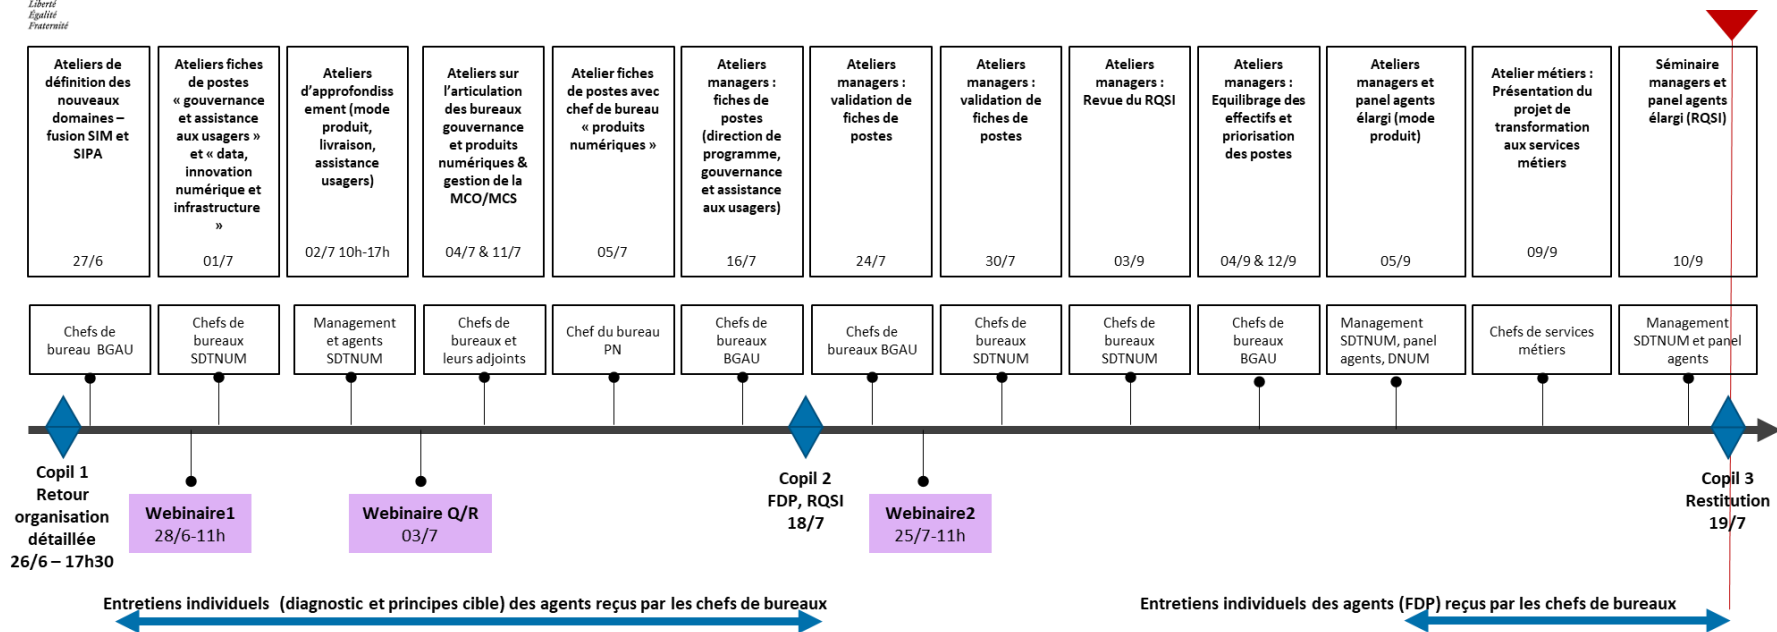 Liberté
Égalité
Fraternité
Ateliers de
définition des
nouveaux
domaines –
fusion SIM et
SIPA
27/6
Ateliers fiches
de postes
« gouvernance
et assistance
aux usagers »
et « data,
innovation
numérique et
infrastructure
»
01/7
Ateliers
d’approfondiss
ement (mode
produit,
livraison,
assistance
usagers)
02/7 10h-17h
Ateliers sur
l’articulation
des bureaux
gouvernance
et produits
numériques &
gestion de la
MCO/MCS
04/7 & 11/7
Atelier fiches
de postes avec
chef de bureau
« produits
numériques »
05/7
Ateliers
managers :
fiches de
postes
(direction de
programme,
gouvernance
et assistance
aux usagers)
16/7
Ateliers
managers :
validation de
fiches de
postes
24/7
Ateliers
managers :
validation de
fiches de
postes
30/7
Ateliers
managers :
Revue du RQSI
03/9
Ateliers
managers :
Equilibrage des
effectifs et
priorisation
des postes
04/9 & 12/9
Ateliers
managers et
panel agents
élargi (mode
produit)
05/9
Atelier métiers :
Présentation du
projet de
transformation
aux services
métiers
09/9
Séminaire
managers et
panel agents
élargi (RQSI)
10/9
Chefs de
bureau BGAU
Chefs de
bureaux
SDTNUM
Management
et agents
SDTNUM
Chefs de
bureaux et
leurs adjoints
Chef du bureau
PN
Chefs de
bureaux
BGAU
Chefs de
bureaux BGAU
Chefs de
bureaux
SDTNUM
Chefs de
bureaux
SDTNUM
Chefs de
bureaux
BGAU
Management
SDTNUM, panel
agents, DNUM
Chefs de services
métiers
Management
SDTNUM et panel
agents
Copil 1
Retour
organisation
détaillée
26/6 – 17h30
Webinaire1
28/6-11h
Webinaire Q/R
03/7
Copil 2
FDP, RQSI
18/7
Webinaire2
25/7-11h
Copil 3
Restitution
19/7
Entretiens individuels (diagnostic et principes cible) des agents reçus par les chefs de bureaux
Entretiens individuels des agents (FDP) reçus par les chefs de bureaux